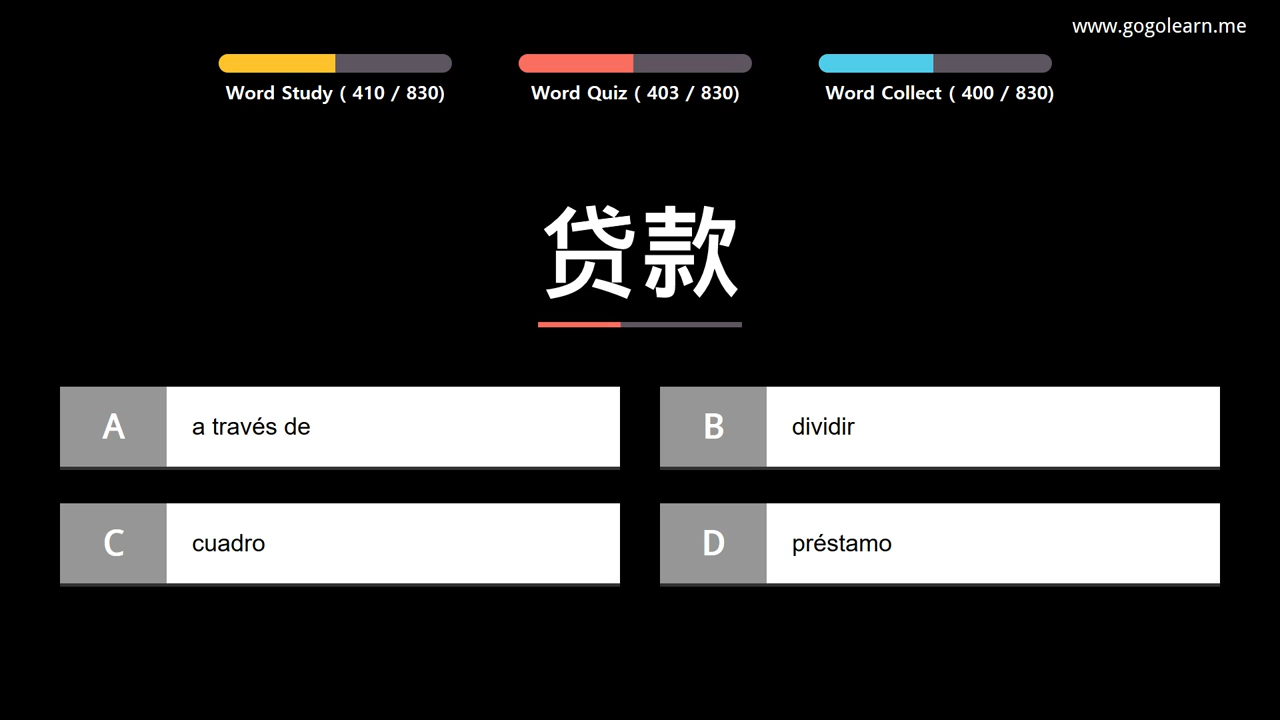 www.gogolearn.me
Word Study ( 410 / 830)
Word Quiz ( 403 / 830)
Word Collect ( 400 / 830)
贷款
A a través de
B dividir
C cuadro
D préstamo